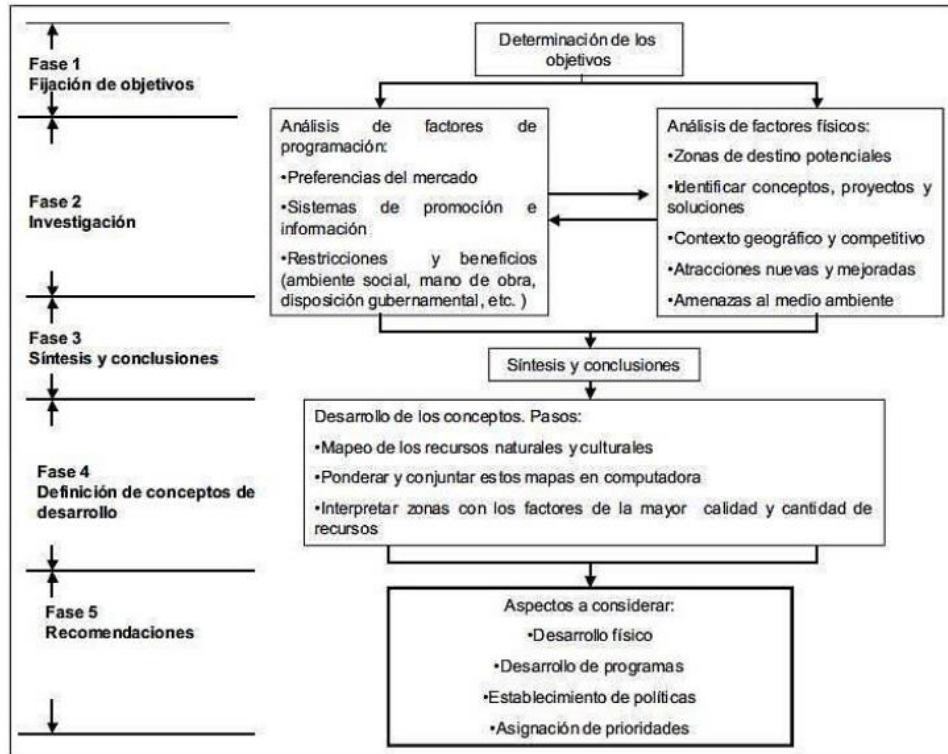 Fase 1
Fijación de objetivos
Determinación de los
objetivos
Fase 2
Investigación
Análisis de factores de
programación:
•Preferencias del mercado
•Sistemas de promoción e
información
•Restricciones y beneficios
(ambiente social, mano de obra,
disposición gubernamental, etc. )
Análisis de factores físicos:
•Zonas de destino potenciales
•Identificar conceptos, proyectos y
soluciones
•Contexto geográfico y competitivo
•Atracciones nuevas y mejoradas
•Amenazas al medio ambiente
Fase 3
Síntesis y conclusiones
Síntesis y conclusiones
Fase 4
Definición de conceptos de
desarrollo
Desarrollo de los conceptos. Pasos:
•Mapeo de los recursos naturales y culturales
•Ponderar y conjuntar estos mapas en computadora
•Interpretar zonas con los factores de la mayor calidad y cantidad de
recursos
Fase 5
Recomendaciones
Aspectos a considerar:
•Desarrollo físico
•Desarrollo de programas
•Establecimiento de políticas
•Asignación de prioridades